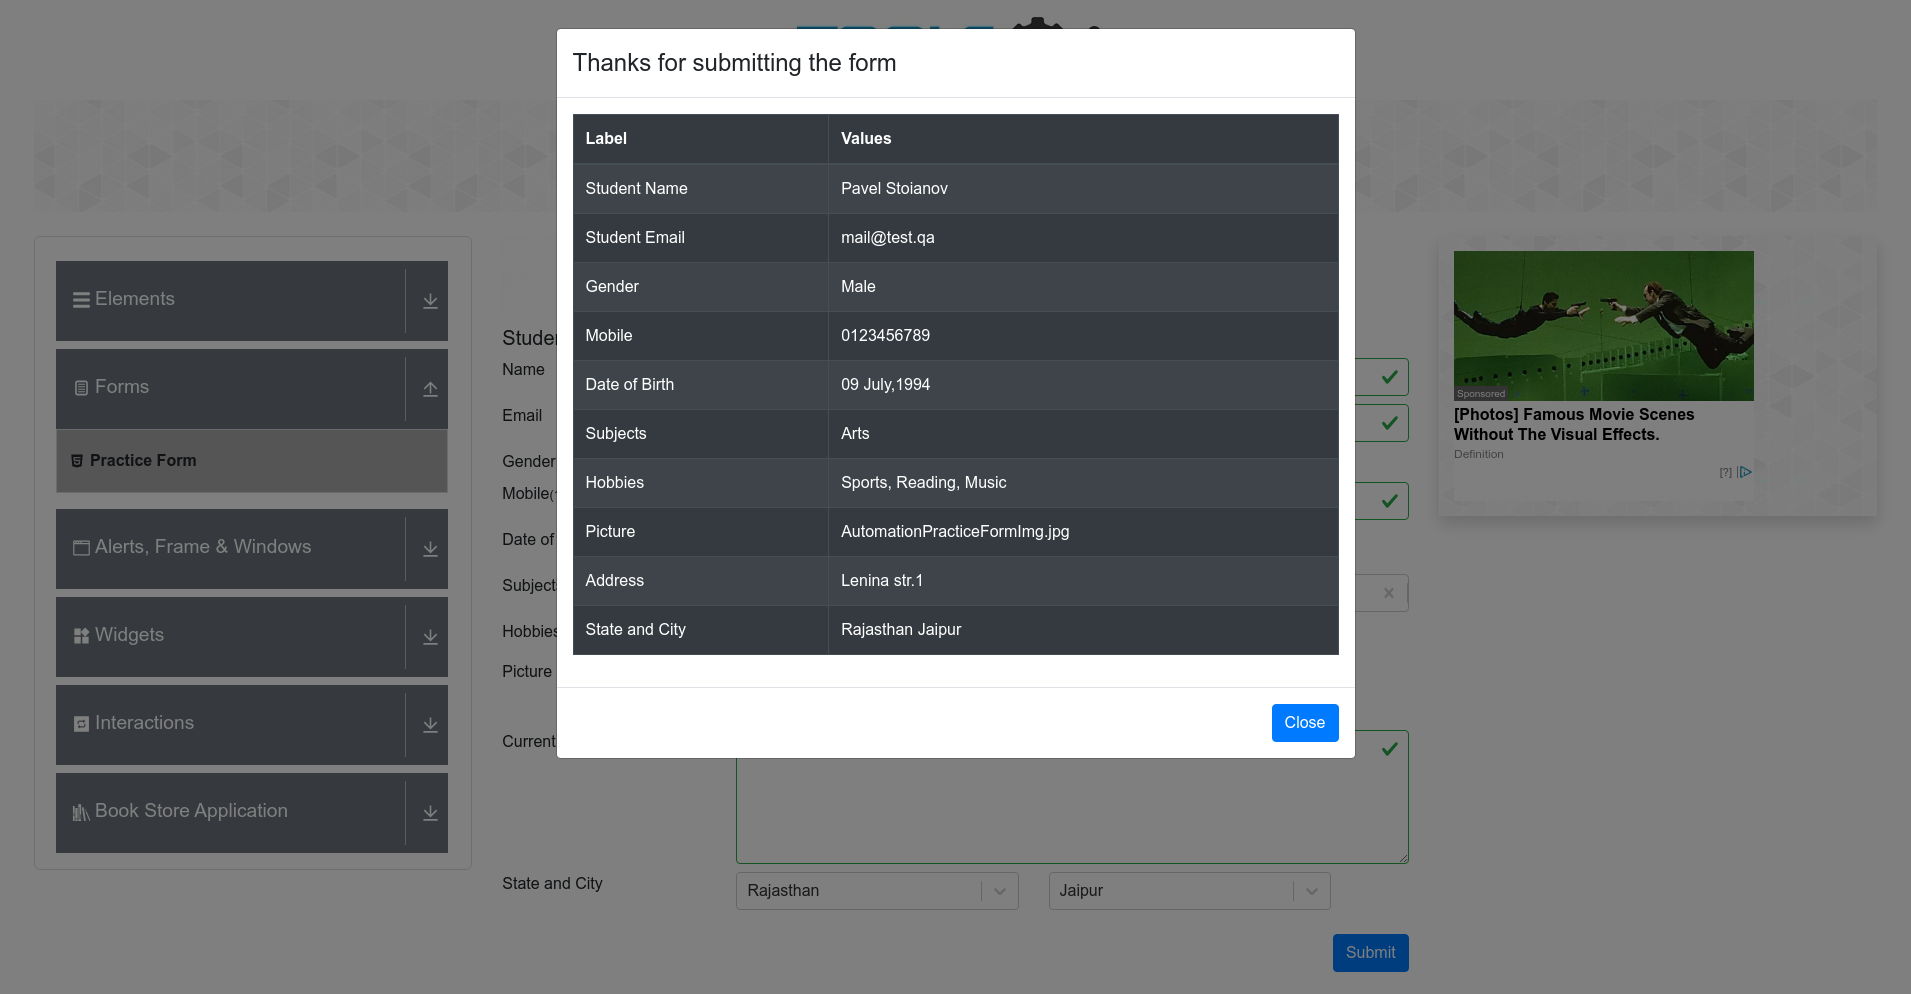 Thanks for submitting the form
Label Values
Student Name Pavel Stoianov
Student Email mail@test.qa
Gender Male
Mobile 0123456789
Date of Birth 09 July,1994
Subjects Arts
Hobbies Sports, Reading, Music
Picture AutomationPracticeFormImg.jpg
Address Lenina str.1
State and City Rajasthan Jaipur
Close
Elements
Forms
Practice Form
Alerts, Frame & Windows
Widgets
Interactions
Book Store Application
Name
Email
Gender
Mobile
Date of
Hobbies
Picture
Current
State and City
Rajasthan
Jaipur
Submit
Sponsored
[Photos] Famous Movie Scenes
Without The Visual Effects.
Definition
[?]